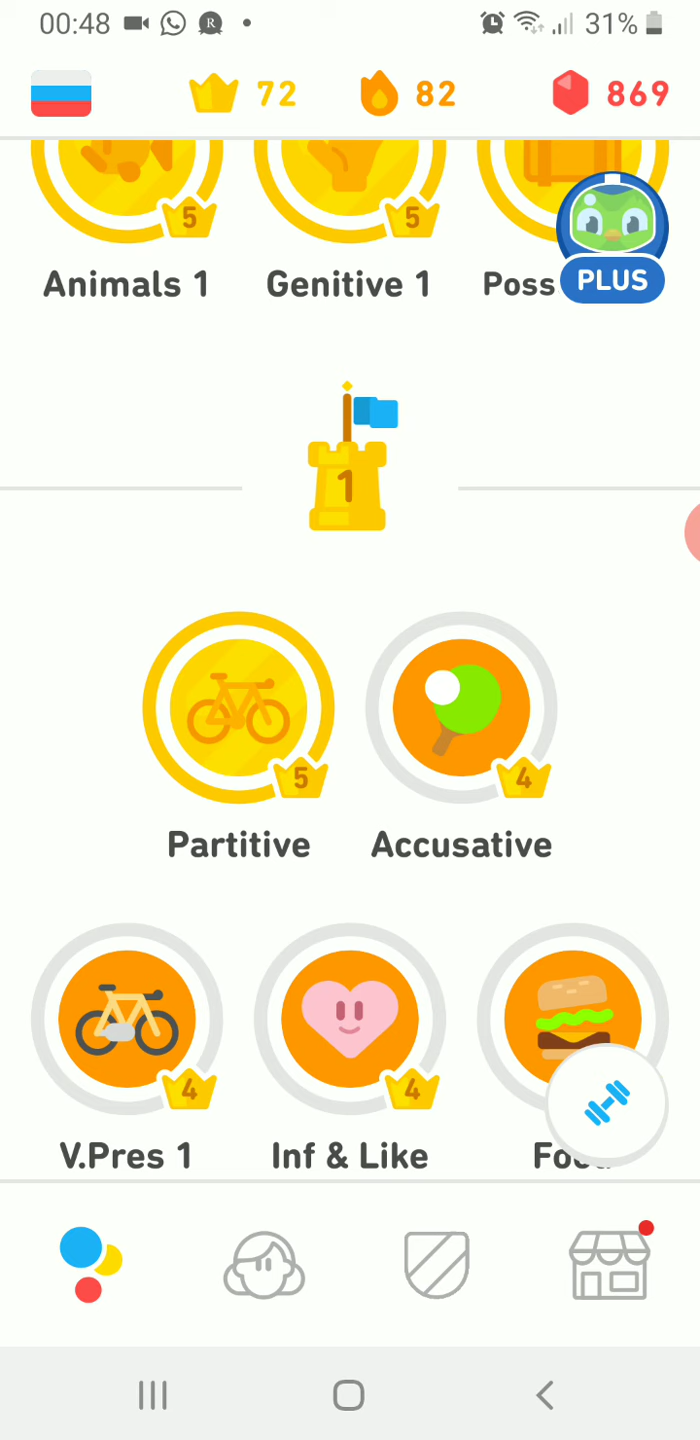 00:48 R 31%
72 82 869
5 5
Animals 1 Genitive 1 Poss
PLUS
1
5 4
Partitive Accusative
4 4
V.Pres 1 Inf & Like